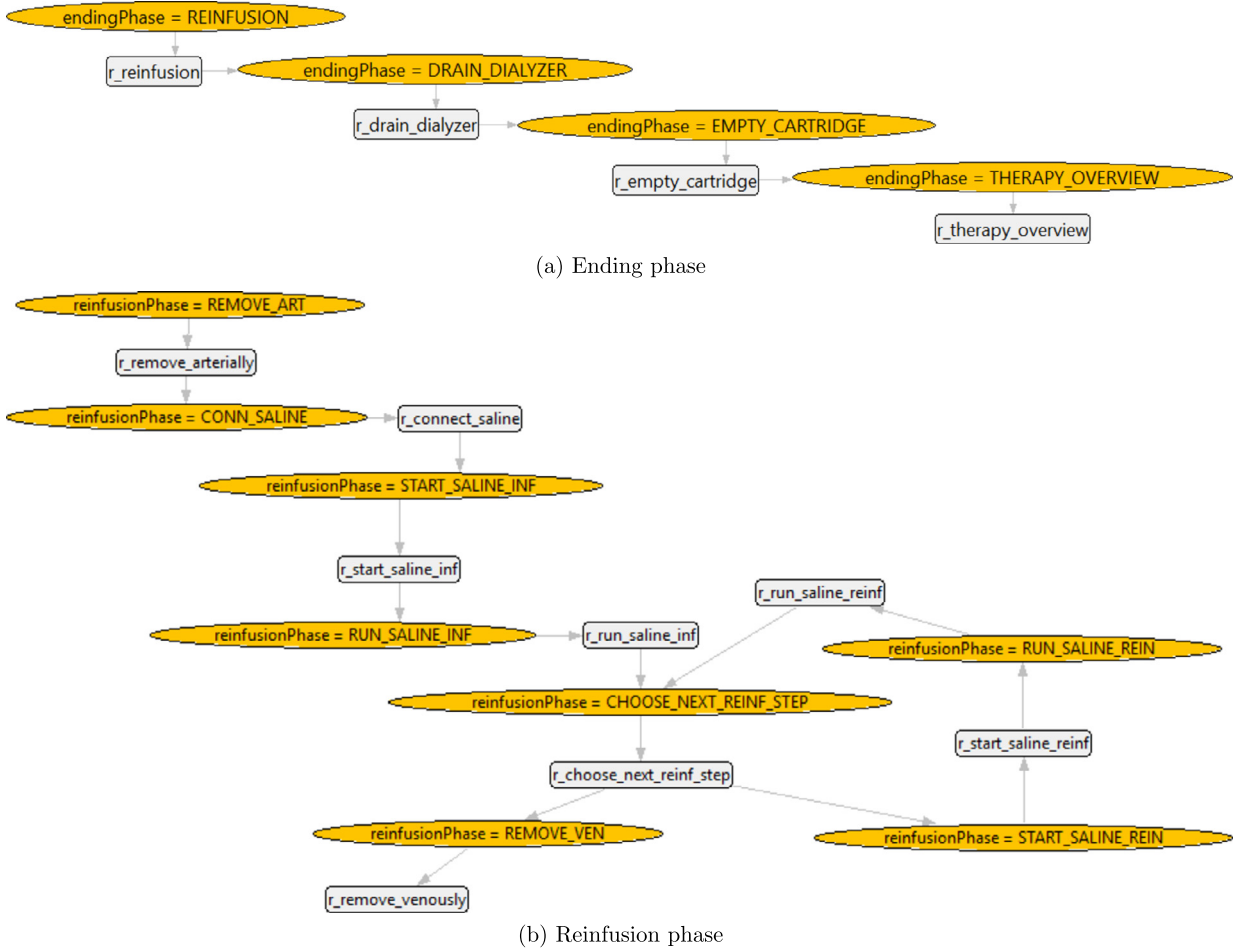 endingPhase = REINFUSION
r_reinfusion
endingPhase = DRAIN_DIALYZER
r_drain_dialyzer
endingPhase = EMPTY_CARTRIDGE
r_empty_cartridge
endingPhase = THERAPY_OVERVIEW
r_therapy_overview
(a) Ending phase
reinfusionPhase = REMOVE_ART
r_remove_arterially
reinfusionPhase = CONN_SALINE
r_connect_saline
reinfusionPhase = START_SALINE_INF
r_start_saline_inf
reinfusionPhase = RUN_SALINE_INF
r_run_saline_inf
r_run_saline_reinf
reinfusionPhase = RUN_SALINE_REIN
reinfusionPhase = CHOOSE_NEXT_REINF_STEP
r_start_saline_reinf
r_choose_next_reinf_step
reinfusionPhase = REMOVE_VEN
reinfusionPhase = START_SALINE_REIN
r_remove_venously
(b) Reinfusion phase